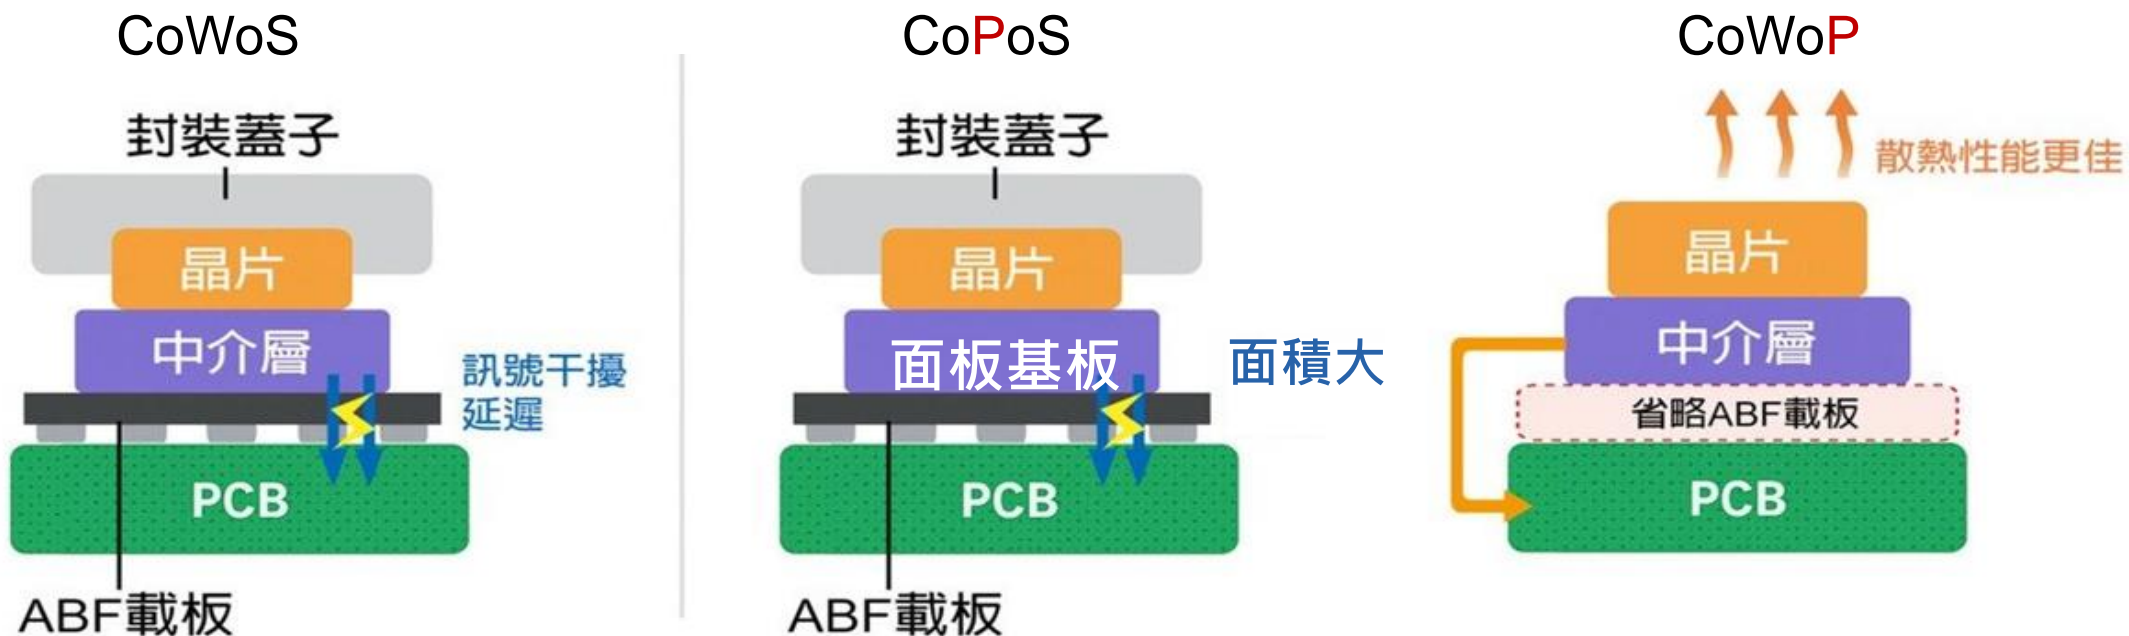 CoWoS
封裝蓋子
晶片
中介層
訊號干擾
延遲
PCB
ABF載板
CoPoS
封裝蓋子
晶片
面板基板
面積大
PCB
ABF載板
CoWoP
散熱性能更佳
晶片
中介層
省略ABF載板
PCB